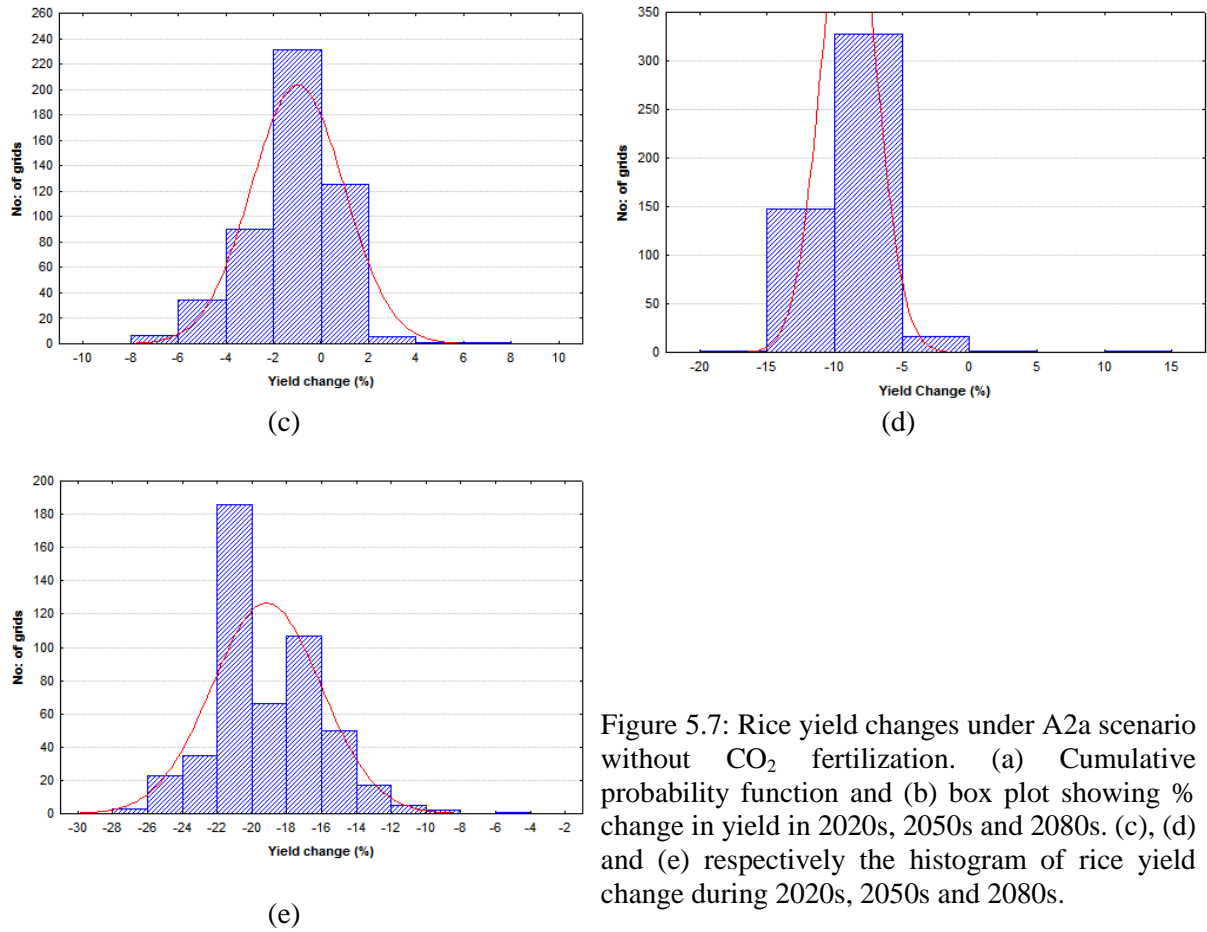 260
240
220
200
180
160
140
120
100
80
60
40
20
0
No: of grids
-10 -8 -6 -4 -2 0 2 4 6 8 10
Yield change (%)
(c)
350
300
250
200
150
100
50
0
No: of grids
-20 -15 -10 -5 0 5 10 15
Yield Change (%)
(d)
200
180
160
140
120
100
80
60
40
20
0
No: of grids
-30 -28 -26 -24 -22 -20 -18 -16 -14 -12 -10 -8 -6 -4 -2
Yield change (%)
(e)
Figure 5.7: Rice yield changes under A2a scenario
without CO₂ fertilization. (a) Cumulative
probability function and (b) box plot showing %
change in yield in 2020s, 2050s and 2080s. (c), (d)
and (e) respectively the histogram of rice yield
change during 2020s, 2050s and 2080s.